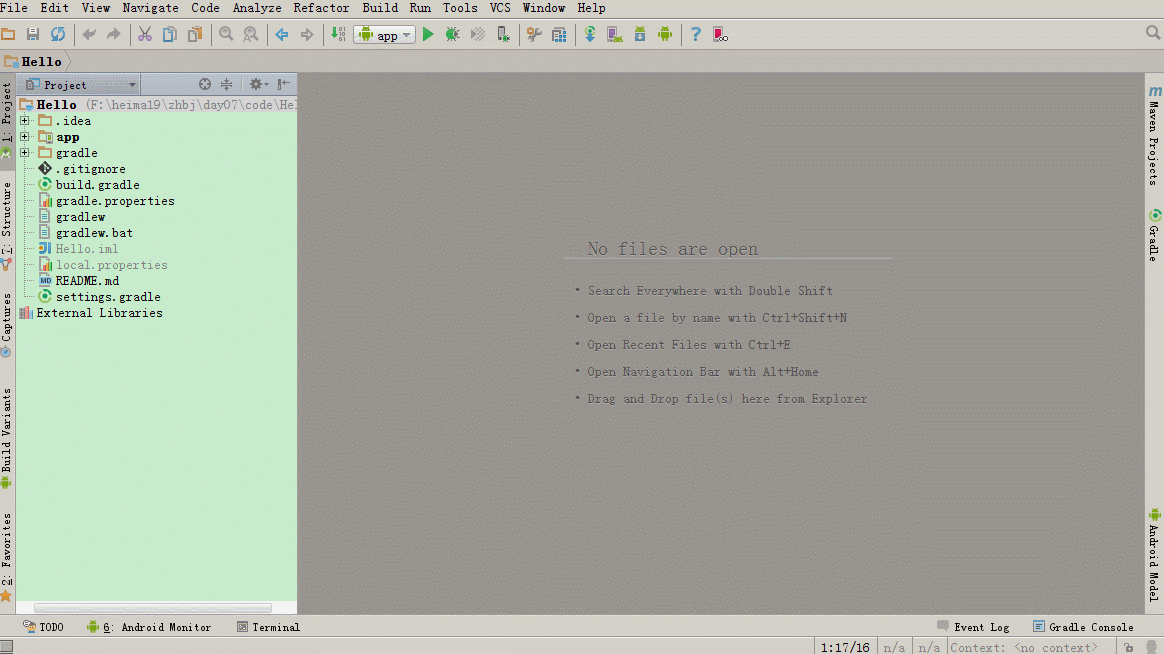 File Edit View Navigate Code Analyze Refactor Build Run Tools VCS Window Help
app
Hello
Project
Hello (F:\heima19\zhbj\day07\code\Hel
.idea
app
gradle
.gitignore
build.gradle
gradle.properties
gradlew
gradlew.bat
Hello.iml
local.properties
README.md
settings.gradle
External Libraries
1: Project
7: Structure
Captures
Build Variants
2: Favorites
No files are open
• Search Everywhere with Double Shift
• Open a file by name with Ctrl+Shift+N
• Open Recent Files with Ctrl+E
• Open Navigation Bar with Alt+Home
• Drag and Drop file(s) here from Explorer
Maven Projects
Gradle
Android Model
TODO 6: Android Monitor Terminal Event Log Gradle Console
1:17/16 n/a n/a Context: <no context>